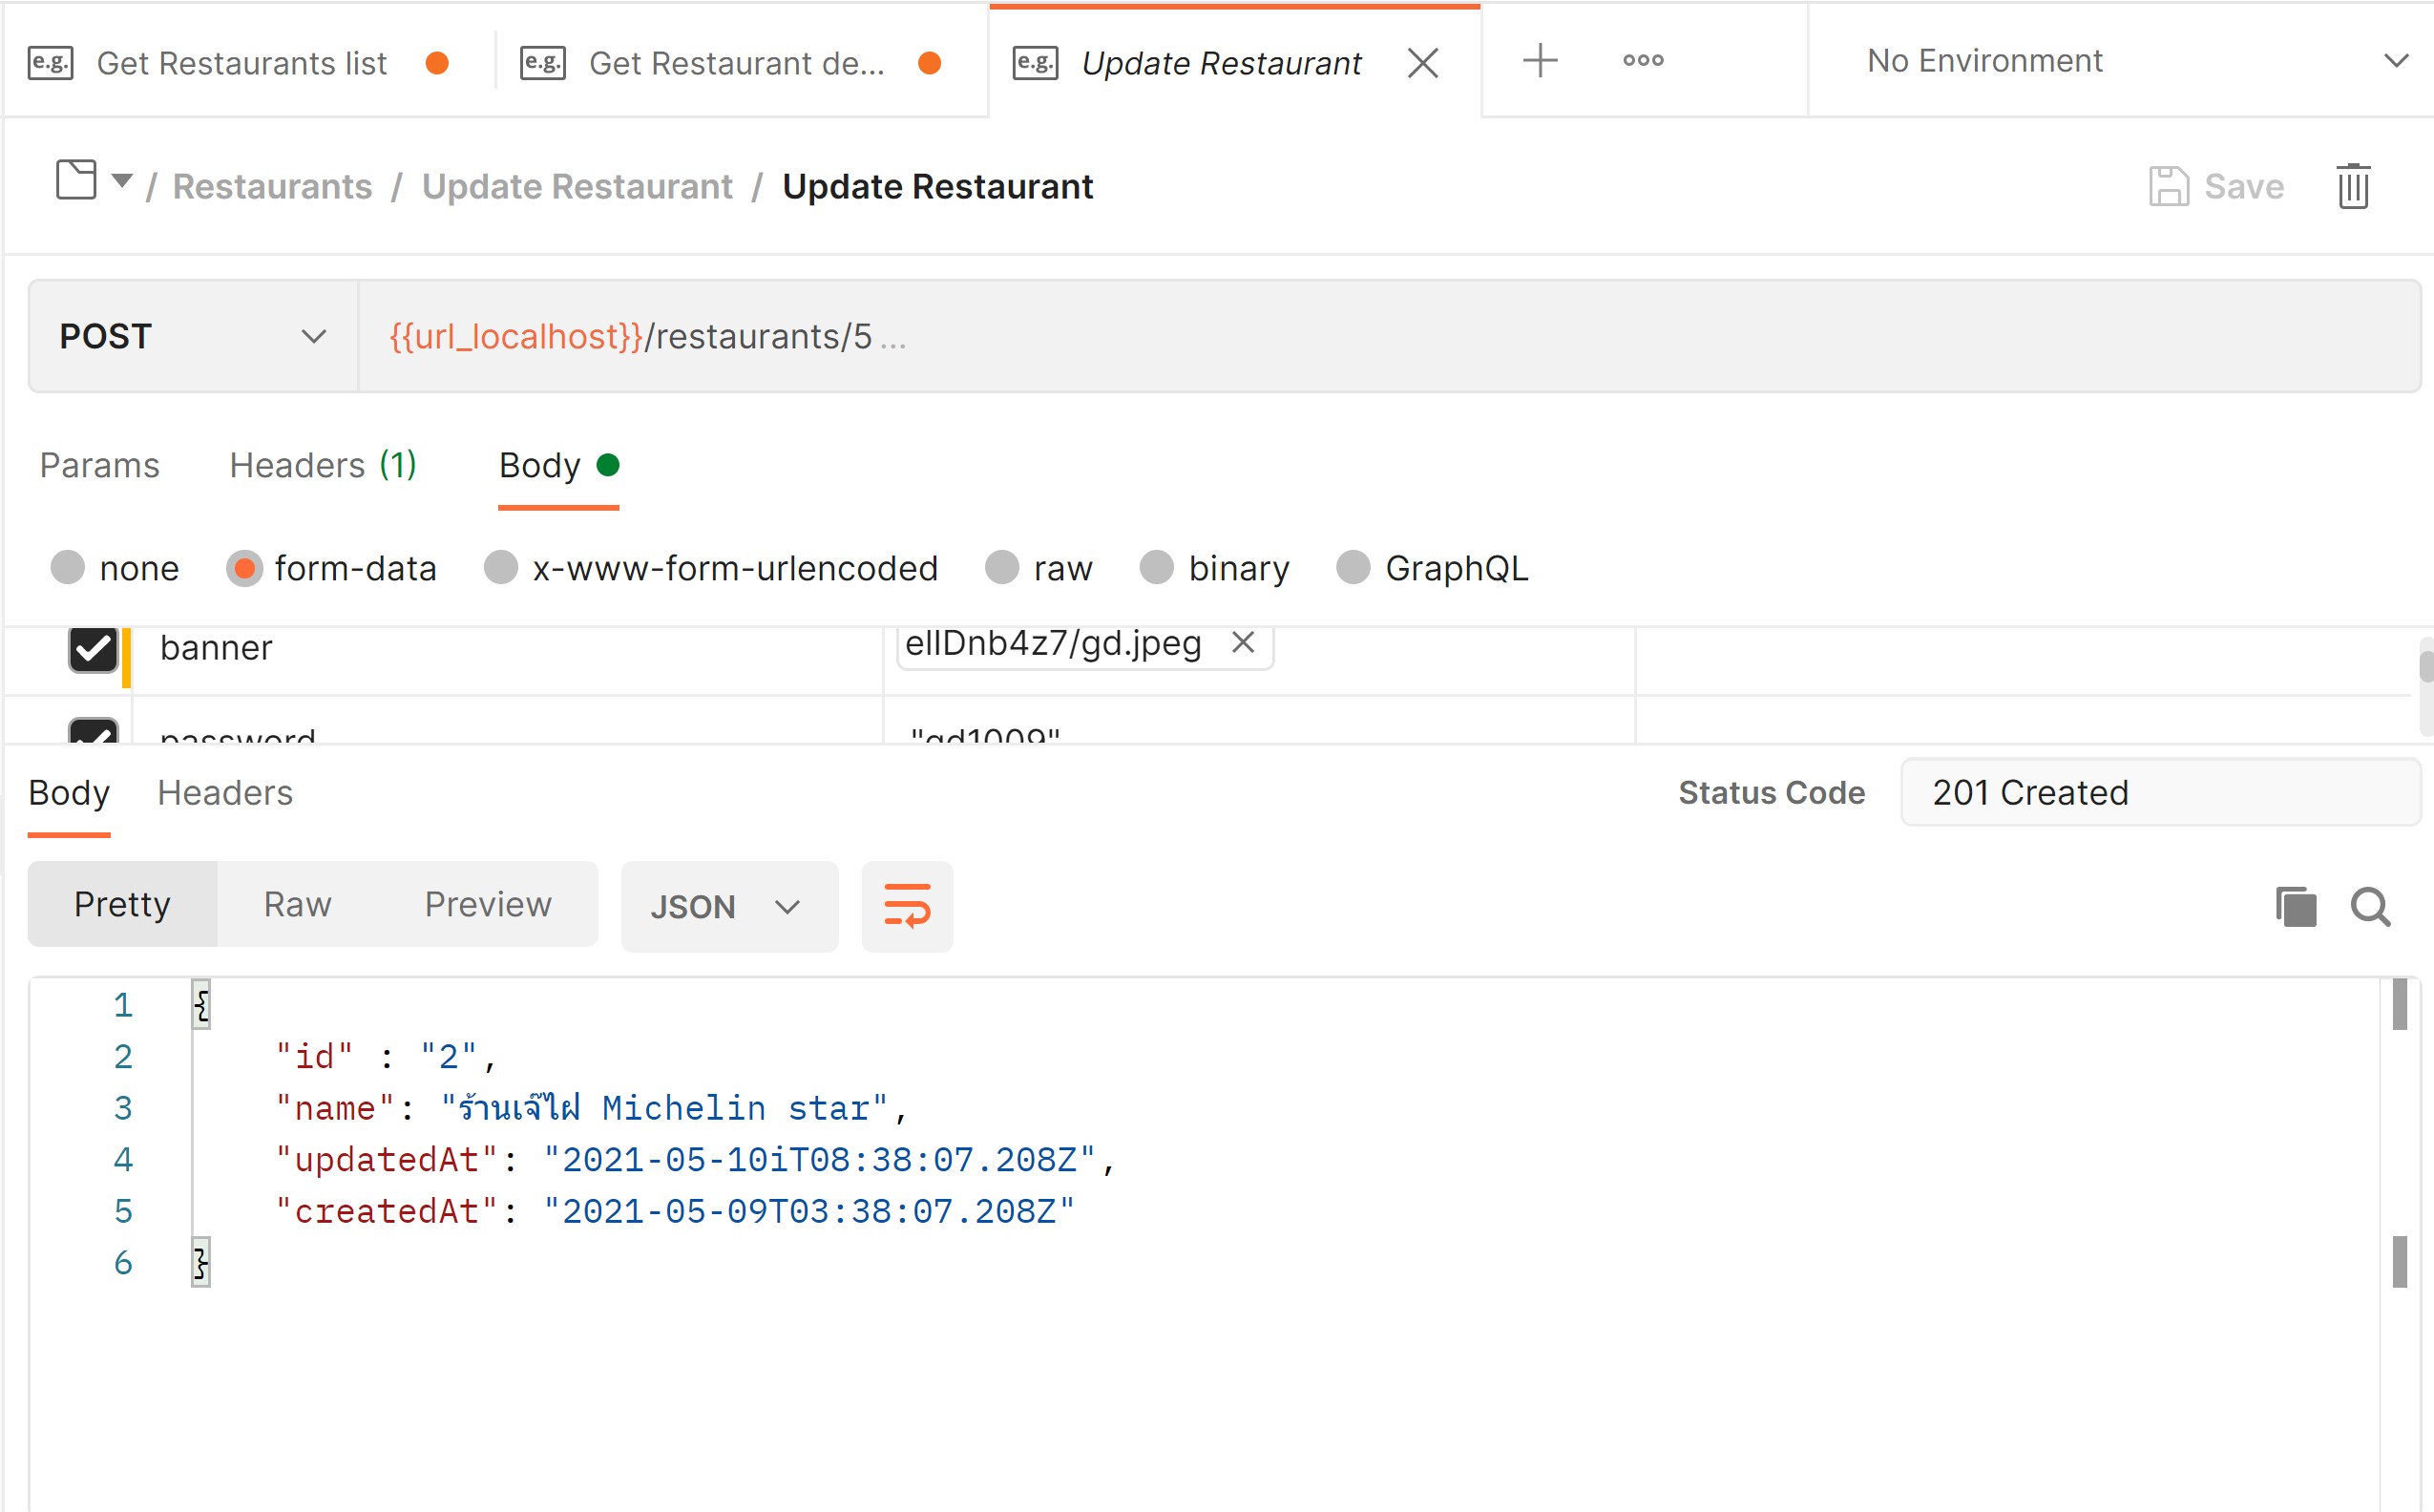 e.g. Get Restaurants list e.g. Get Restaurant de... e.g. Update Restaurant No Environment
/ Restaurants / Update Restaurant / Update Restaurant Save
POST {{url_localhost}}/restaurants/5 ...
Params Headers (1) Body
none form-data x-www-form-urlencoded raw binary GraphQL
banner elIDnb4z7/gd.jpeg
password "gd1009"
Body Headers Status Code 201 Created
Pretty Raw Preview JSON
1 {
2 "id" : "2",
3 "name": "ร้านเจ๊ไฝ Michelin star",
4 "updatedAt": "2021-05-10iT08:38:07.208Z",
5 "createdAt": "2021-05-09T03:38:07.208Z"
6 }